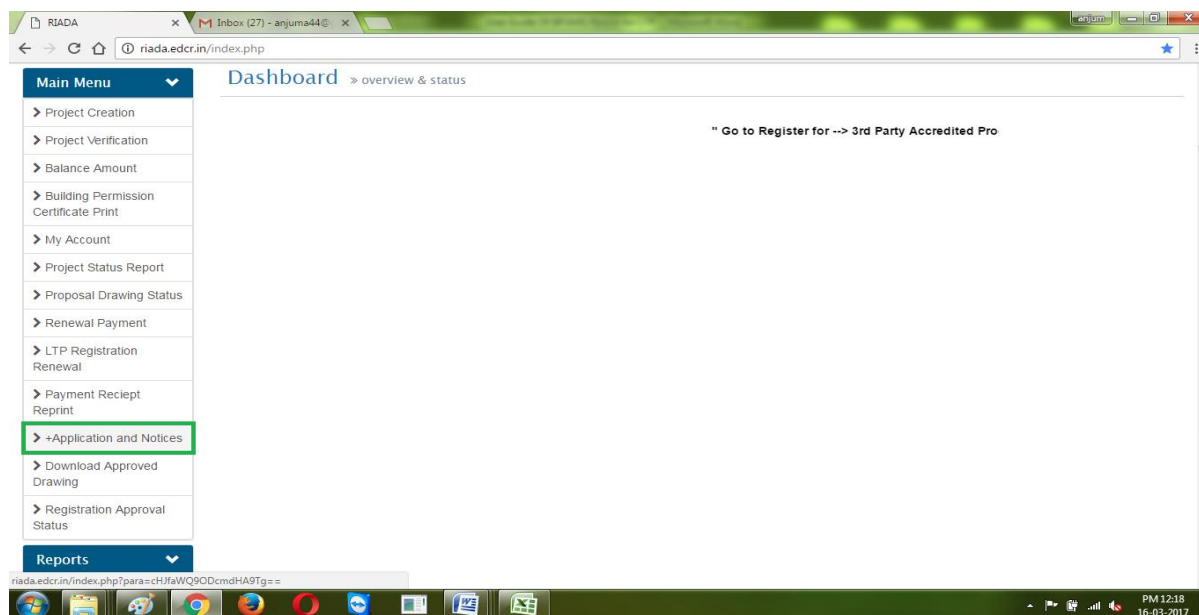 RIADA
Inbox (27) - anjuma44@
anjum
riada.edcr.in/index.php
Main Menu
Dashboard » overview & status
Project Creation
" Go to Register for --> 3rd Party Accredited Pro
Project Verification
Balance Amount
Building Permission
Certificate Print
My Account
Project Status Report
Proposal Drawing Status
Renewal Payment
LTP Registration
Renewal
Payment Reciept
Reprint
+Application and Notices
Download Approved
Drawing
Registration Approval
Status
Reports
riada.edcr.in/index.php?para=cHJfaWQ9ODcmdHA9Tg==
PM 12:18
16-03-2017